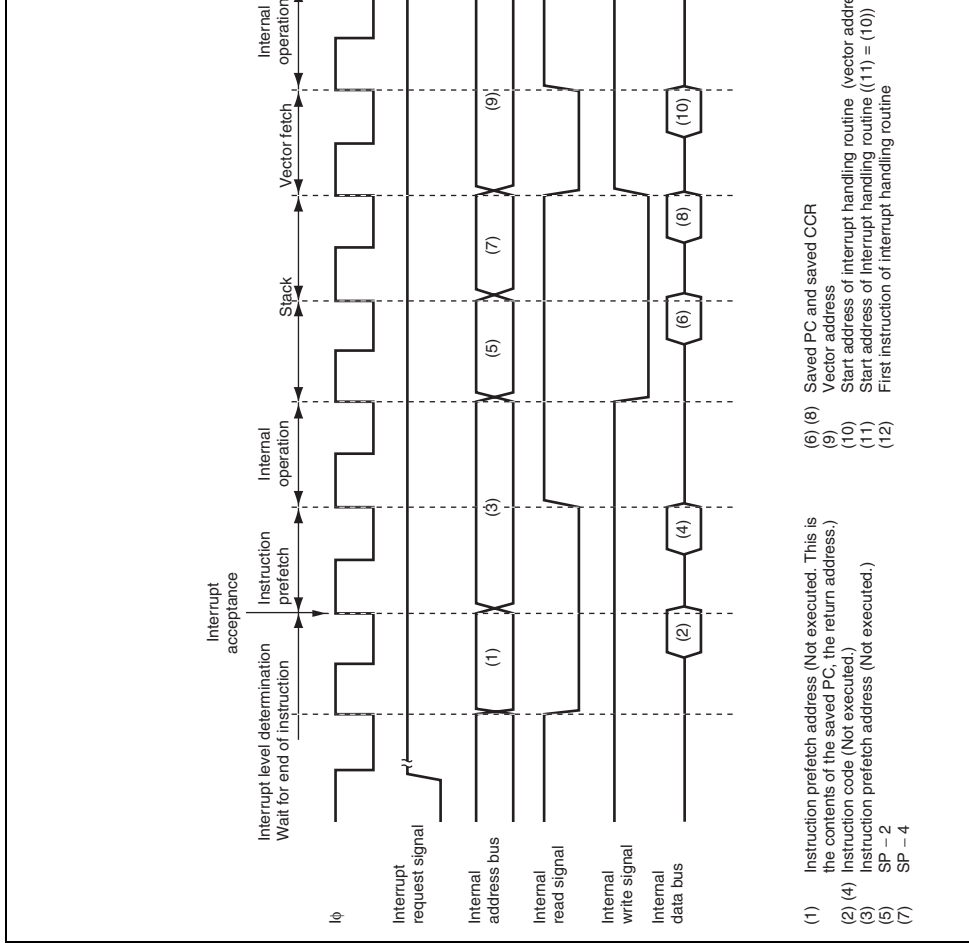 Interrupt level determination
Wait for end of instruction
Interrupt
acceptance
Instruction
prefetch
Internal
operation
Stack
Vector fetch
Internal
operation
Iφ
Interrupt
request signal
Internal
address bus
(1)
(3)
(5)
(7)
(9)
Internal
read signal
Internal
write signal
Internal
data bus
(2)
(4)
(6)
(8)
(10)
(1) Instruction prefetch address (Not executed. This is
the contents of the saved PC, the return address.)
(2) (4) Instruction code (Not executed.)
(3) Instruction prefetch address (Not executed.)
(5) SP – 2
(7) SP – 4
(6) (8) Saved PC and saved CCR
(9) Vector address
(10) Start address of interrupt handling routine (vector
(11) Start address of Interrupt handling routine ((11) = (10))
(12) First instruction of interrupt handling routine